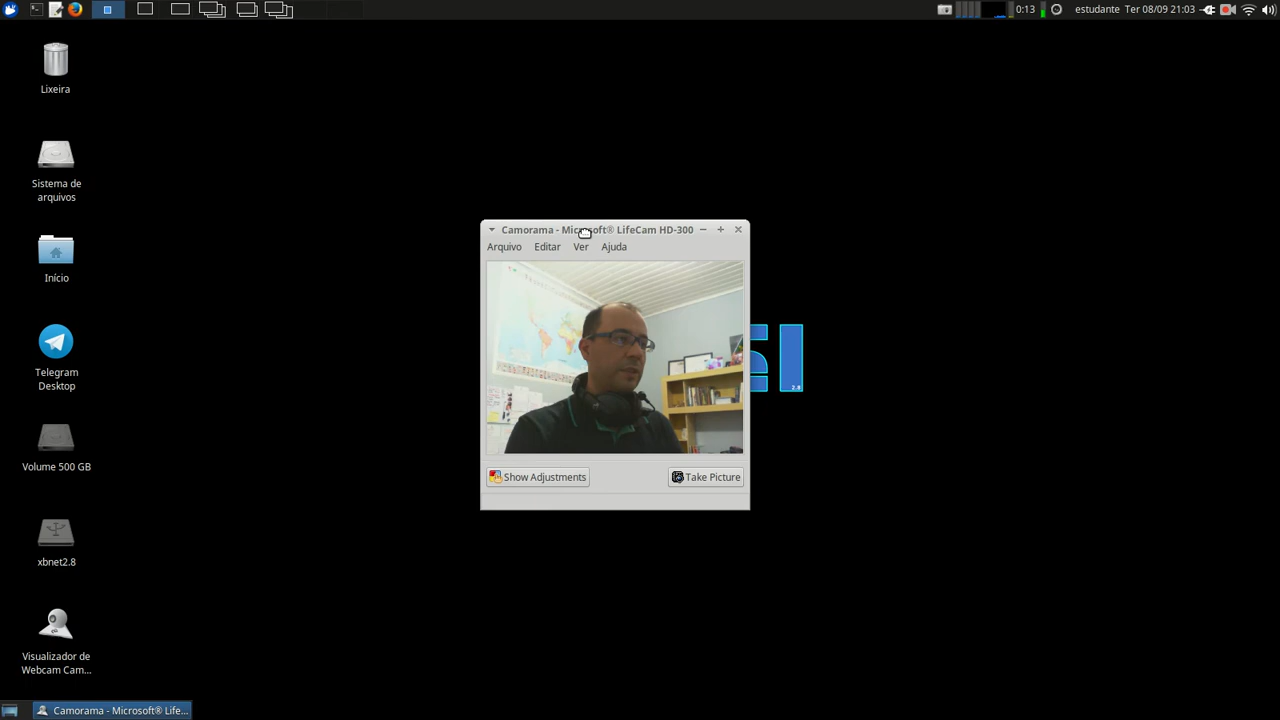 0:13
estudante
Ter 08/09 21:03
Lixeira
Sistema de
arquivos
Início
Telegram
Desktop
Volume 500 GB
xbnet2.8
Visualizador de
Webcam Cam...
Camorama - Microsoft® LifeCam HD-300
Arquivo Editar Ver Ajuda
Show Adjustments
Take Picture
2.8
Camorama - Microsoft® Life...